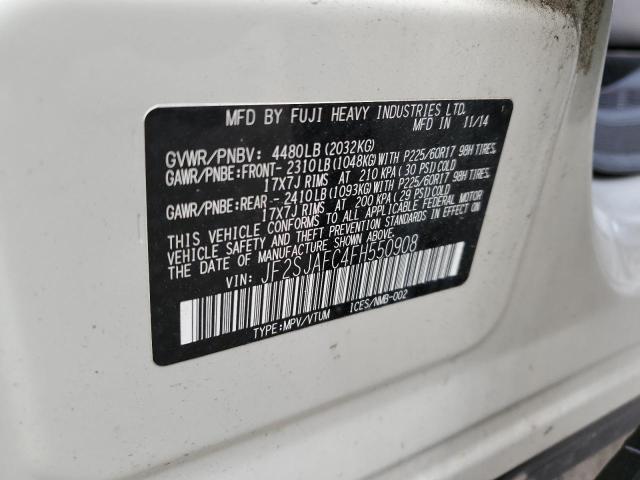 MFD BY FUJI HEAVY INDUSTRIES LTD.
MFD IN 11/14
GVWR/PNBV: 4480LB(2032KG)
GAWR/PNBE:FRONT- 2310LB(1048KG)WITH P225/60R17 98H TIRES
17X7J RIMS AT 210 KPA(30 PSI)COLD
GAWR/PNBE:REAR- 2410LB(1093KG)WITH P225/60R17 98H TIRES
17X7J RIMS AT 200 KPA(29 PSI)COLD
THIS VEHICLE CONFORMS TO ALL APPLICABLE FEDERAL MOTOR
VEHICLE SAFETY AND THEFT PREVENTION STANDARDS IN EFFECT ON
THE DATE OF MANUFACTURE SHOWN ABOVE.
VIN: JF2SJAEC4FH550908
TYPE:MPV/VTUM ICES/NMB-002